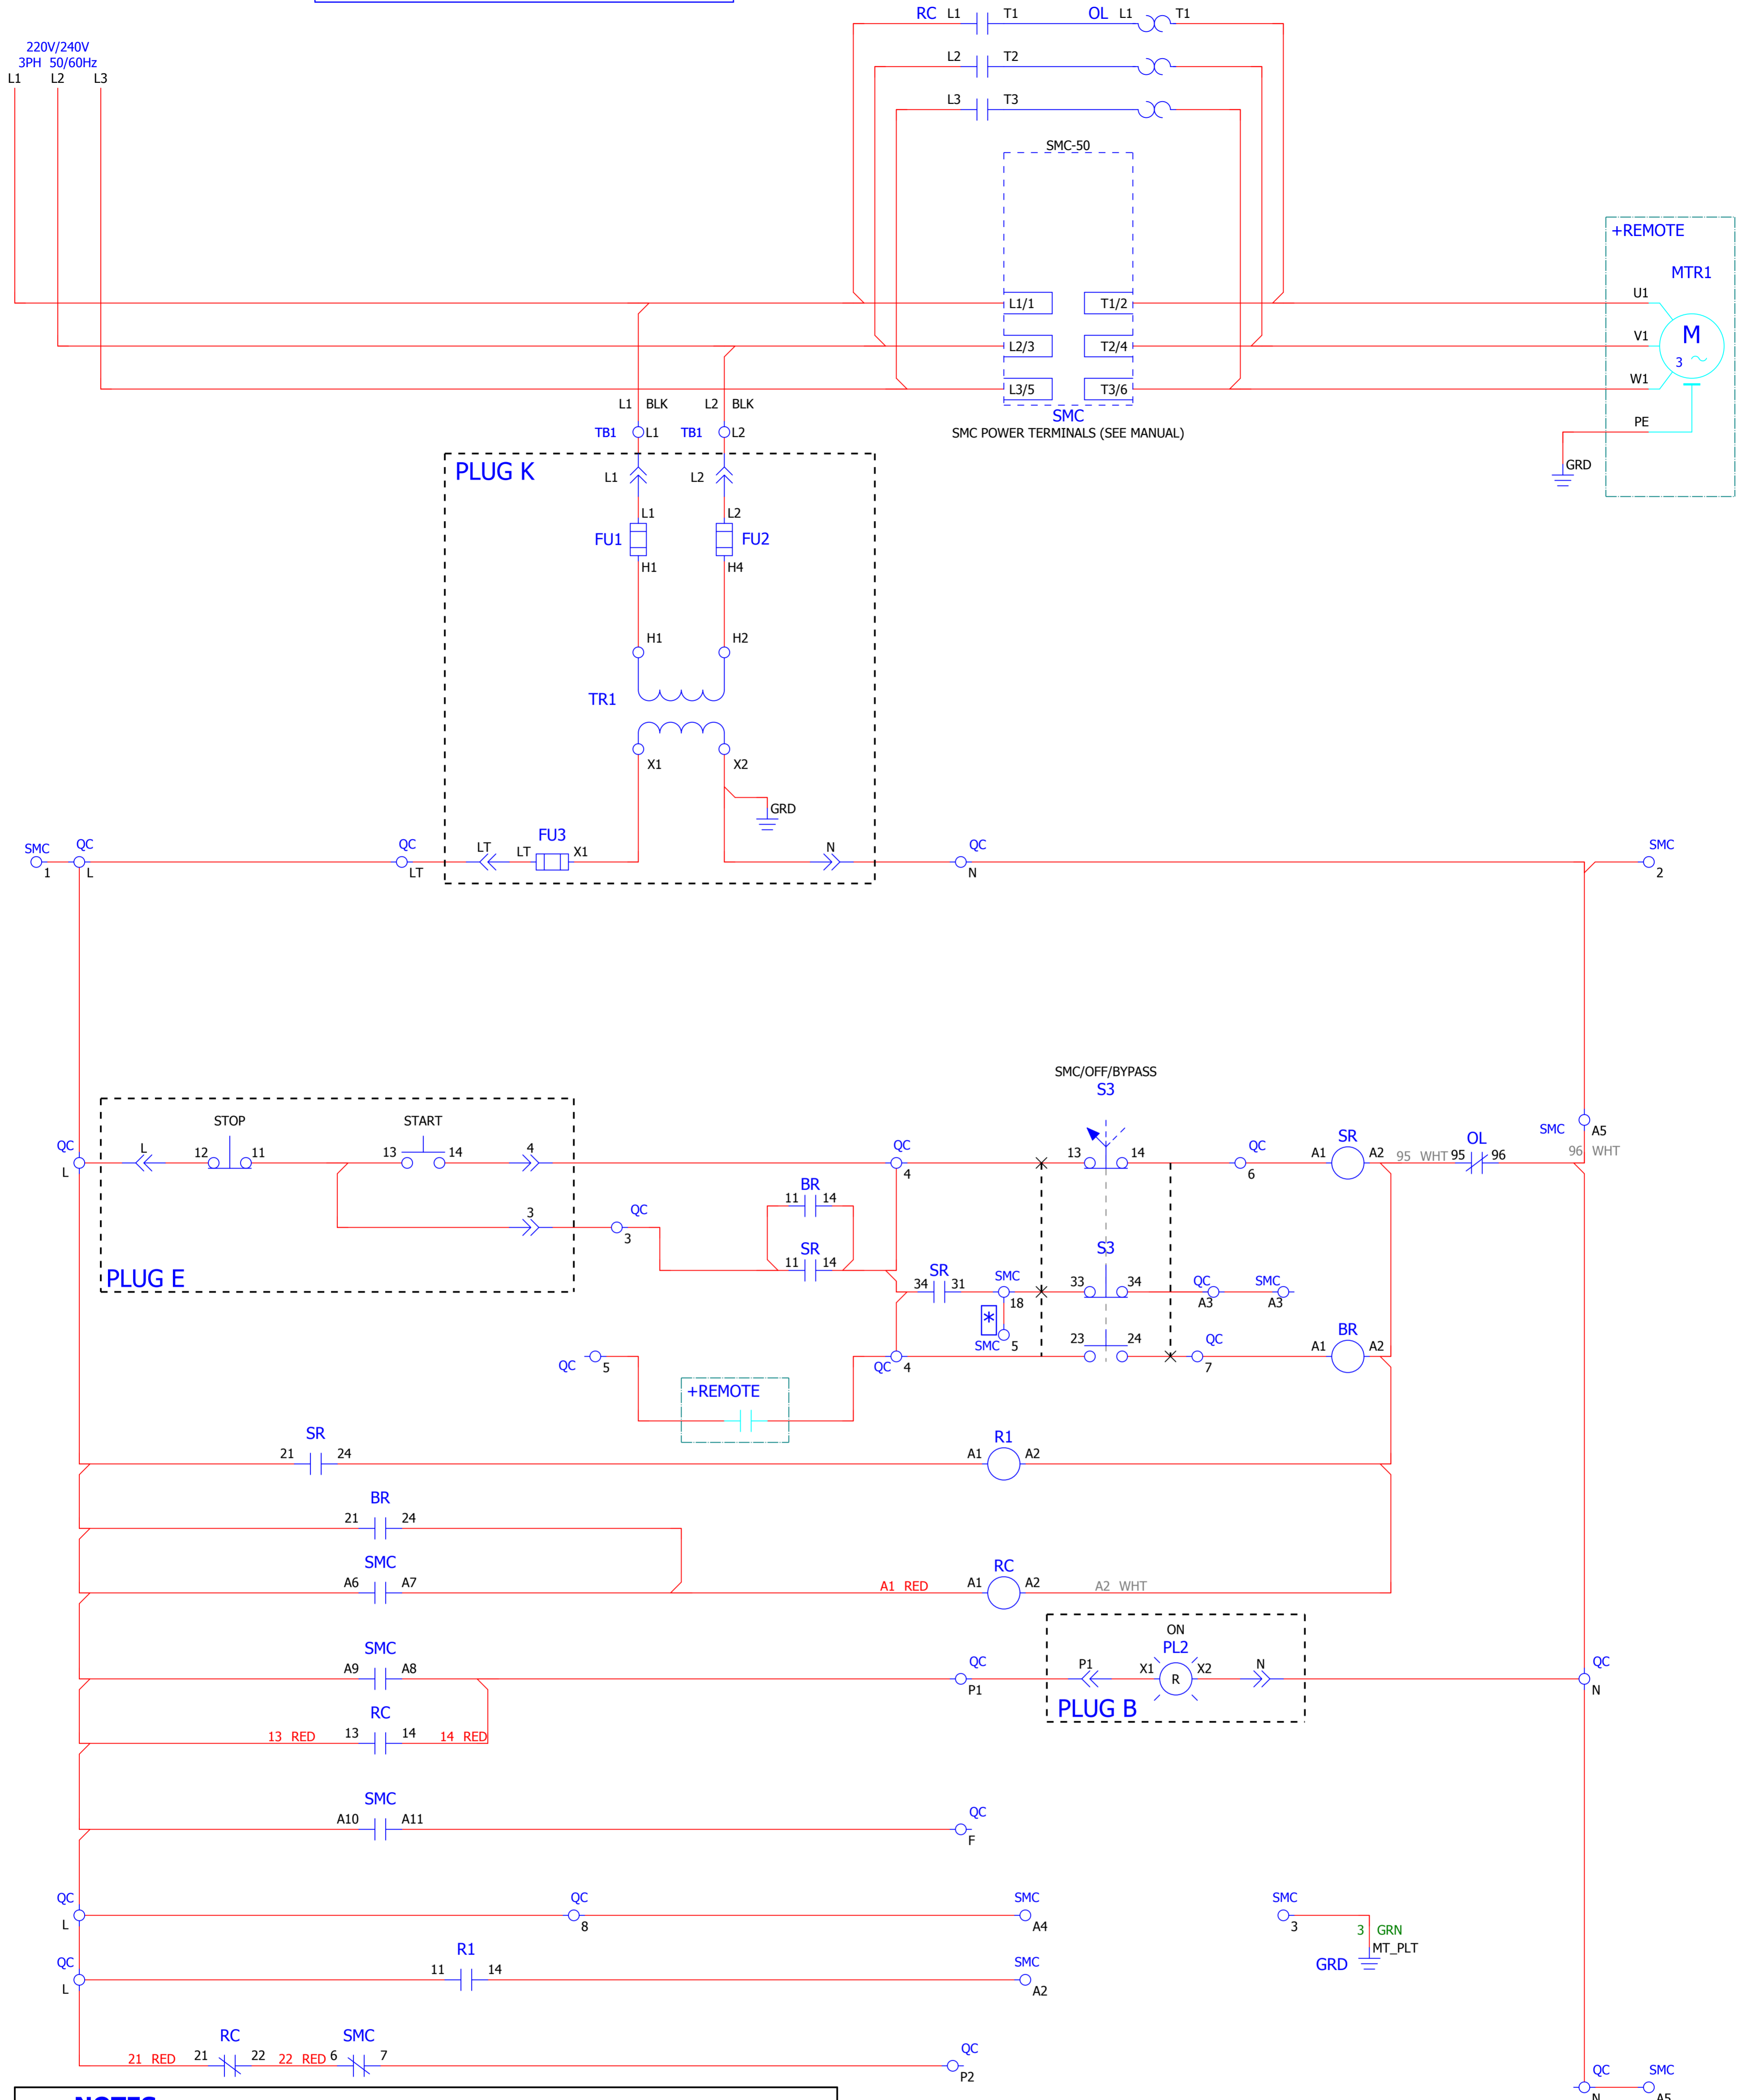 RC L1 T1 OL L1 T1
220V/240V
3PH 50/60Hz
L1 L2 L3
L2 T2
L3 T3
SMC-50
+REMOTE
MTR1
L1/1 T1/2 U1
L2/3 T2/4 V1
M
3
L3/5 T3/6 W1
L1 BLK L2 BLK
SMC
PE
TB1 L1 TB1 L2
SMC POWER TERMINALS (SEE MANUAL)
GRD
PLUG K
L1 L2
L1 L2
FU1 FU2
H1 H4
H1 H2
TR1
X1 X2
GRD
FU3
SMC QC QC LT LT X1 N QC SMC
1 L LT N 2
SMC/OFF/BYPASS
S3
STOP START
SMC A5
QC L 12 11 13 14 4 QC 13 14 QC SR A1 A2 95 WHT 95 OL 96 96 WHT
L 4 6
BR
11 14
3 QC
3
SR
11 14
S3
PLUG E
SR
34 31 SMC 33 34 QC SMC
18 A3 A3
*
SMC 5
23 24 QC BR A1 A2
QC 5 QC 4 7
+REMOTE
SR R1
21 24 A1 A2
BR
21 24
SMC RC
A6 A7 A1 RED A1 A2 A2 WHT
ON
SMC PL2
A9 A8 QC P1 X1 R X2 N QC
P1 N
PLUG B
RC
13 RED 13 14 14 RED
SMC
A10 A11 QC
F
QC QC SMC SMC
L 8 A4 3
3 GRN
MT_PLT
GRD
R1
QC 11 14 SMC
L A2
RC SMC
21 RED 21 22 22 RED 6 7 QC
P2
QC SMC
N A5
NOTES